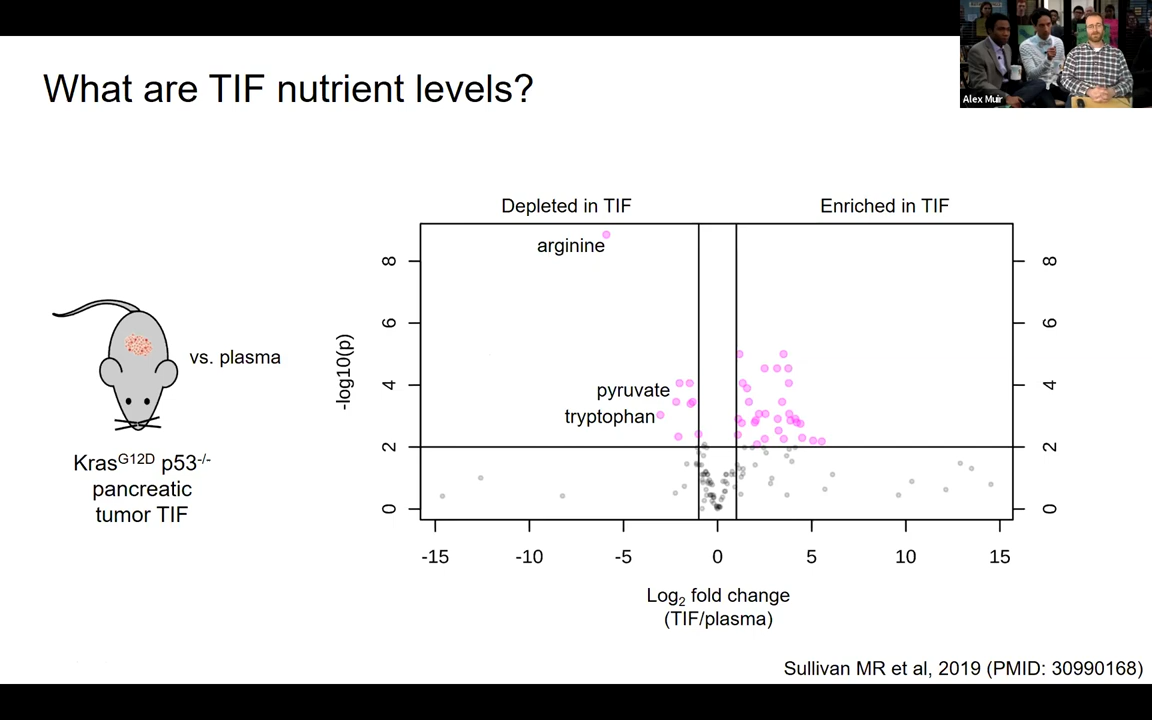 What are TIF nutrient levels?
Alex Muir
Depleted in TIF
Enriched in TIF
arginine
pyruvate
tryptophan
-log10(p)
8
6
4
2
0
8
6
4
2
0
-15
-10
-5
0
5
10
15
Log2 fold change
(TIF/plasma)
vs. plasma
KrasG12D p53-/-
pancreatic
tumor TIF
Sullivan MR et al, 2019 (PMID: 30990168)